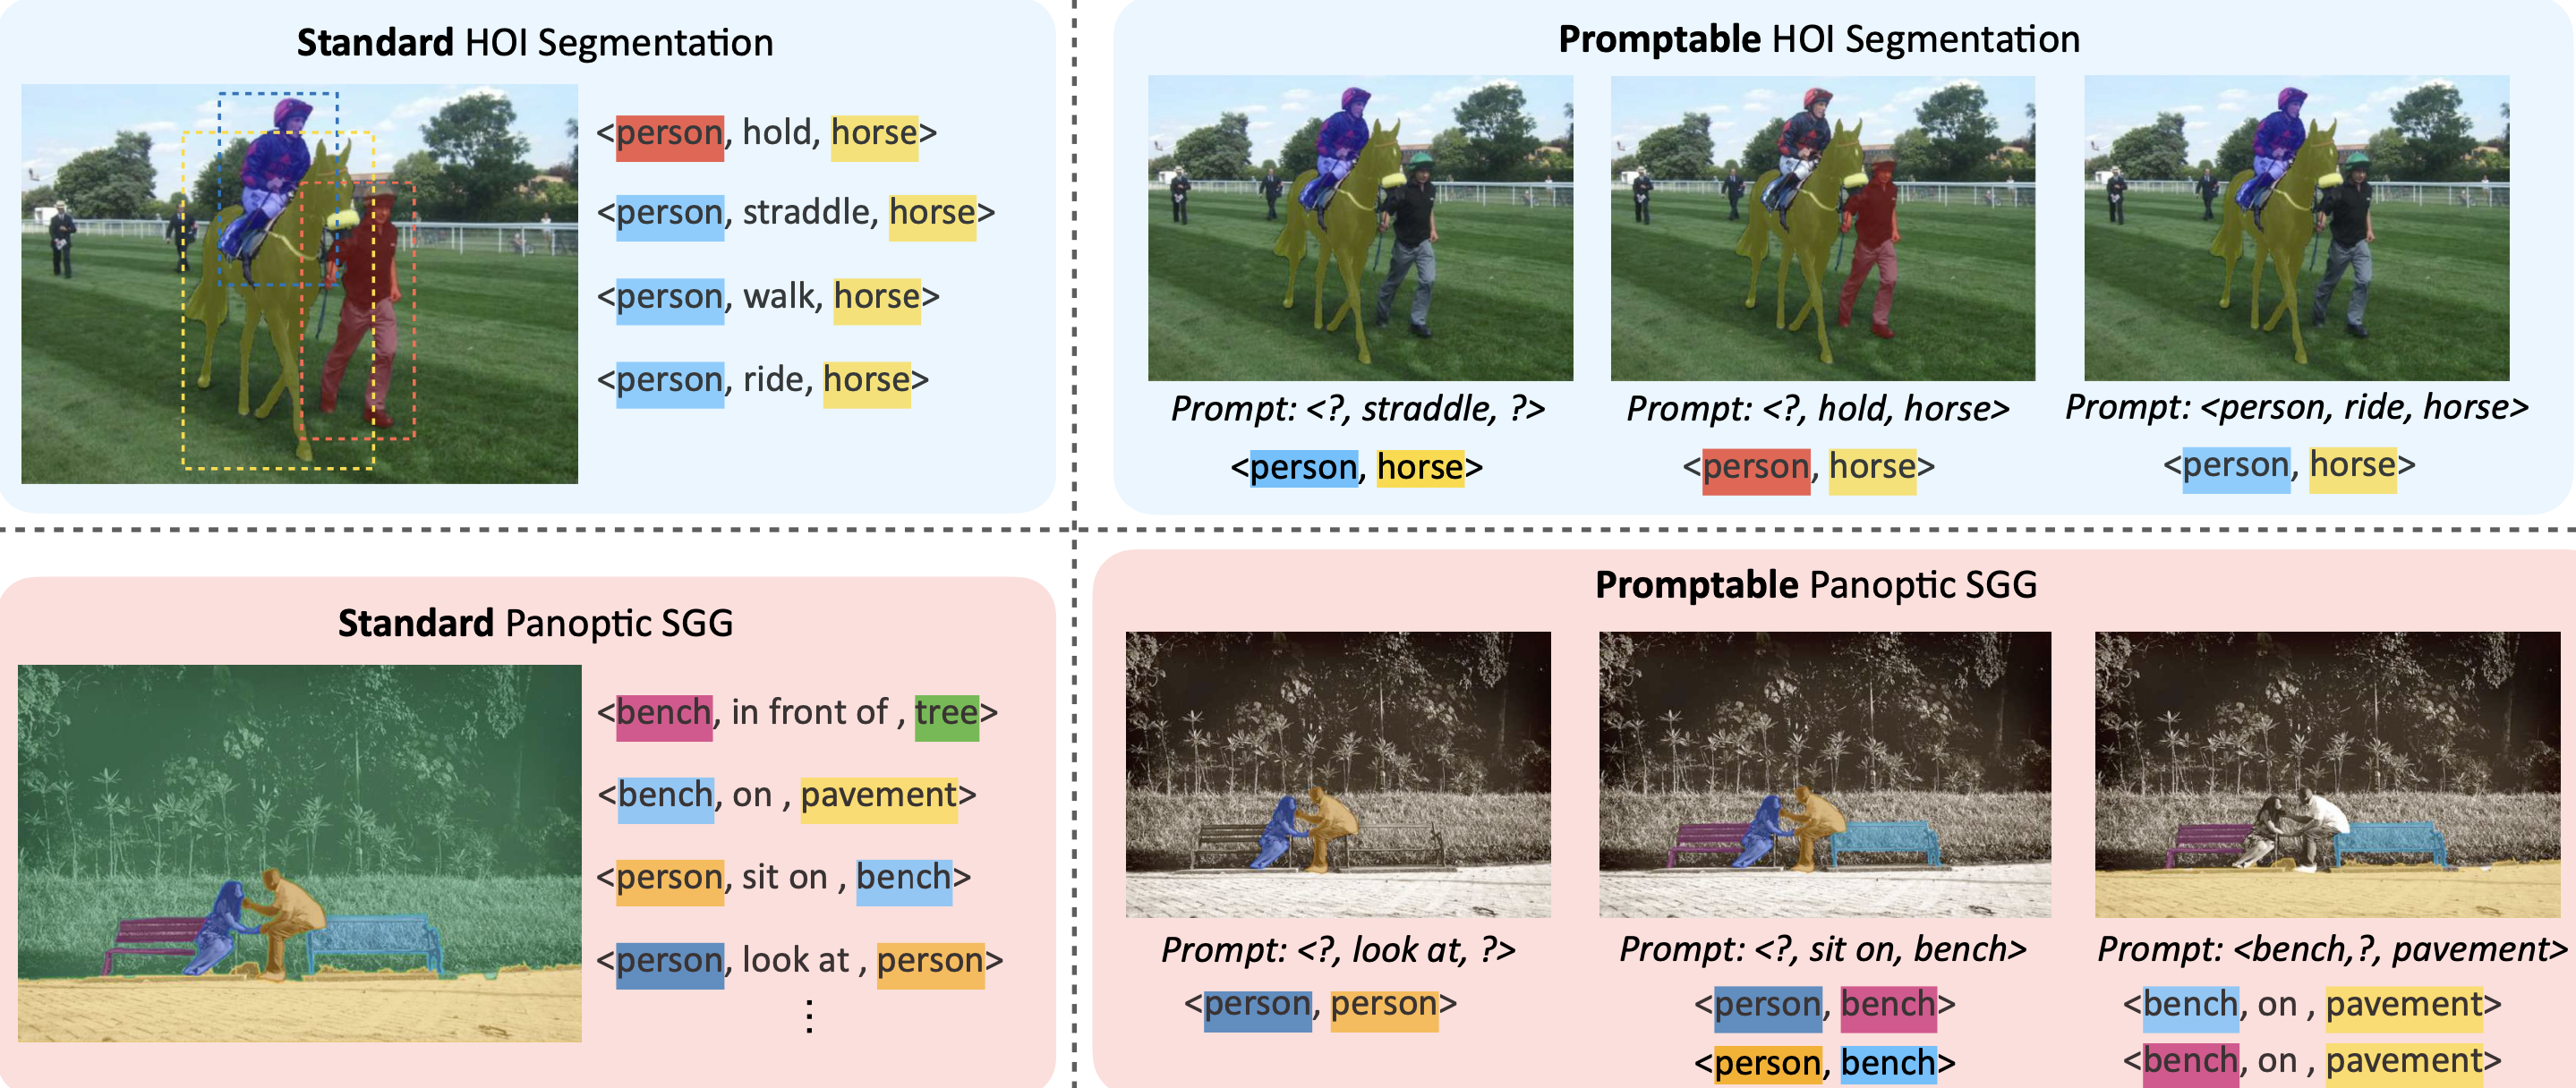 Standard HOI Segmentation
<person, hold, horse>
<person, straddle, horse>
<person, walk, horse>
<person, ride, horse>
Promptable HOI Segmentation
Prompt: <?, straddle, ?>
<person, horse>
Prompt: <?, hold, horse>
<person, horse>
Prompt: <person, ride, horse>
<person, horse>
Standard Panoptic SGG
<bench, in front of , tree>
<bench, on , pavement>
<person, sit on , bench>
<person, look at , person>
⋮
Promptable Panoptic SGG
Prompt: <?, look at, ?>
<person, person>
Prompt: <?, sit on, bench>
<person, bench>
<person, bench>
Prompt: <bench,?, pavement>
<bench, on , pavement>
<bench, on , pavement>